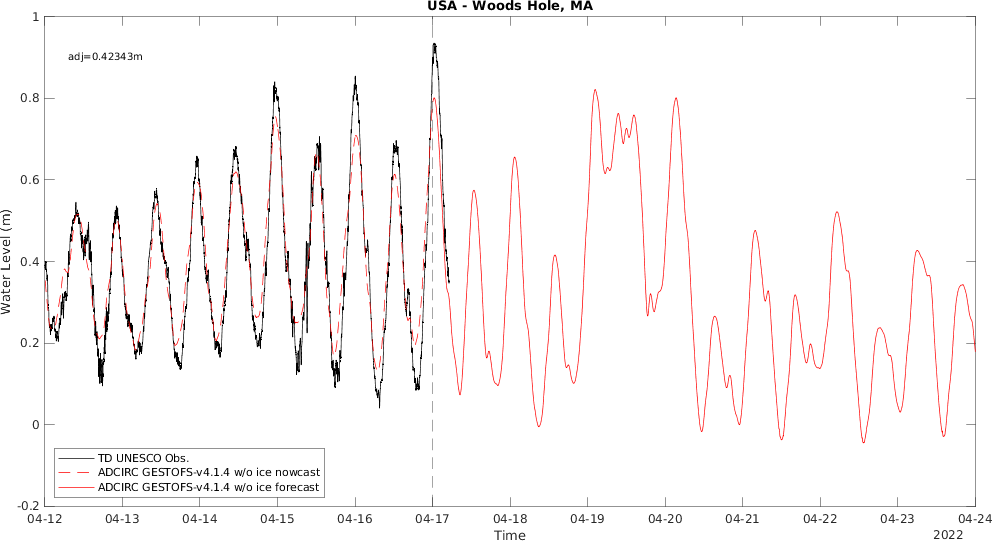 USA - Woods Hole, MA
adj=0.42343m
Water Level (m)
1
0.8
0.6
0.4
0.2
0
-0.2
TD UNESCO Obs.
ADCIRC GESTOFS-v4.1.4 w/o ice nowcast
ADCIRC GESTOFS-v4.1.4 w/o ice forecast
04-12 04-13 04-14 04-15 04-16 04-17 04-18 04-19 04-20 04-21 04-22 04-23 04-24
Time
2022